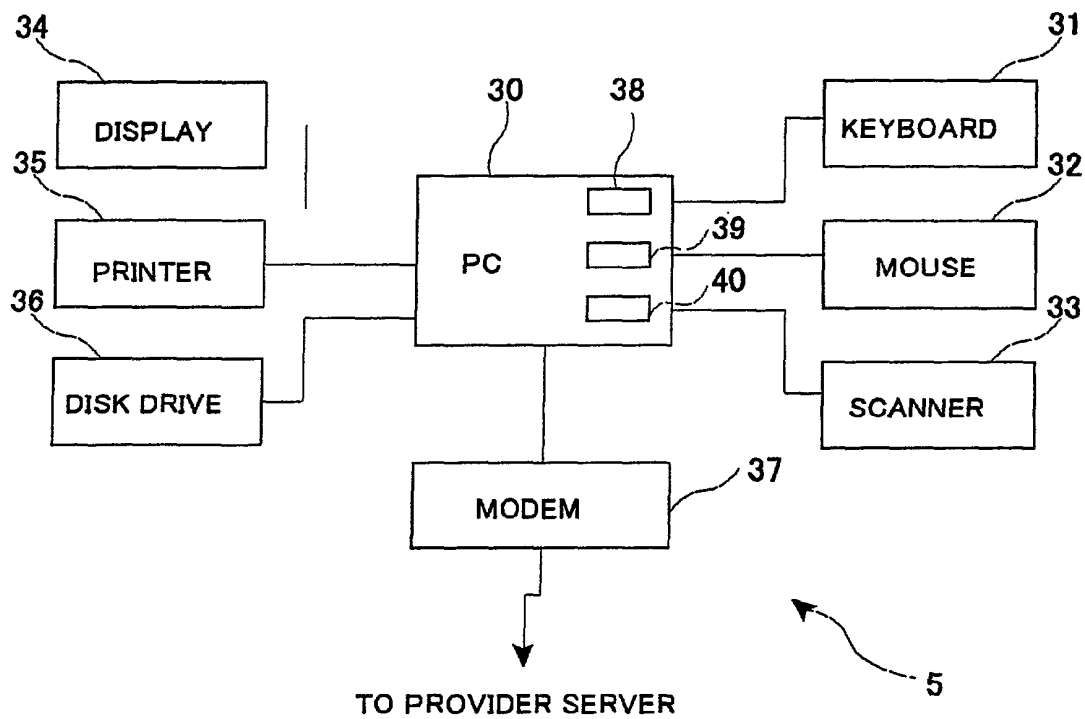 34
31
30
38
DISPLAY
KEYBOARD
35
32
39
PRINTER
PC
MOUSE
40
36
33
DISK DRIVE
SCANNER
37
MODEM
5
TO PROVIDER SERVER